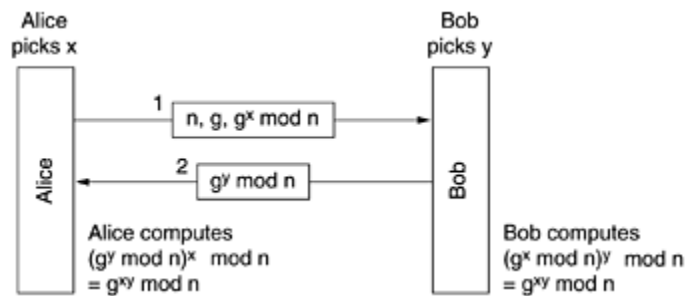 Alice
picks x
Bob
picks y
1
n, g, gˣ mod n
2
gʸ mod n
Alice
Bob
Alice computes
(gʸ mod n)ˣ mod n
= gˣʸ mod n
Bob computes
(gˣ mod n)ʸ mod n
= gˣʸ mod n